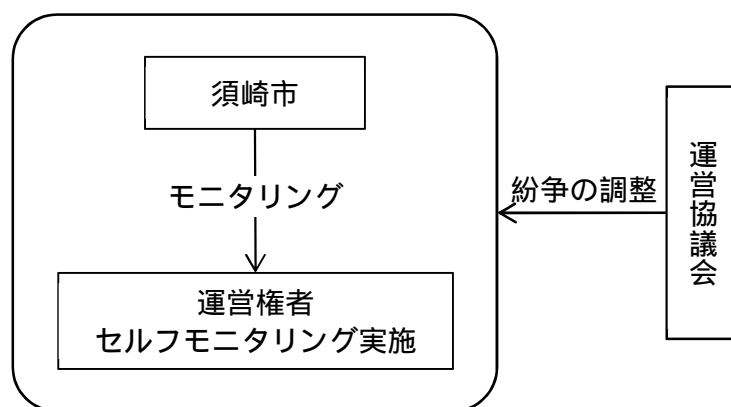 須崎市
モニタリング
運営権者
セルフモニタリング実施
紛争の調整
運営協議会